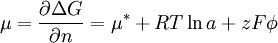 μ = ∂ΔG/∂n = μ* + RT ln a + zFϕ